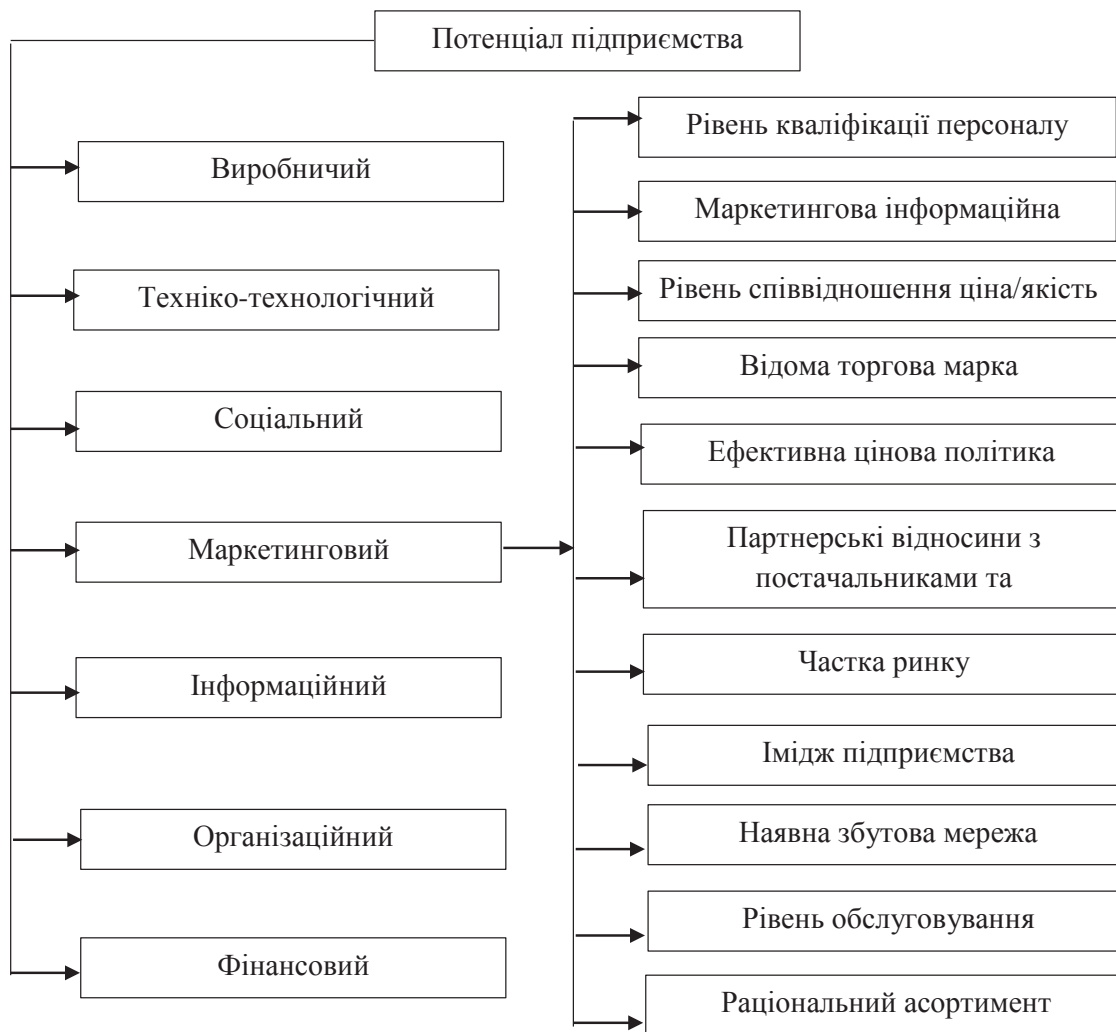 Потенціал підприємства
Виробничий
Техніко-технологічний
Соціальний
Маркетинговий
Інформаційний
Організаційний
Фінансовий
Рівень кваліфікації персоналу
Маркетингова інформаційна
Рівень співвідношення ціна/якість
Відома торгова марка
Ефективна цінова політика
Партнерські відносини з
постачальниками та
Частка ринку
Імідж підприємства
Наявна збутова мережа
Рівень обслуговування
Раціональний асортимент